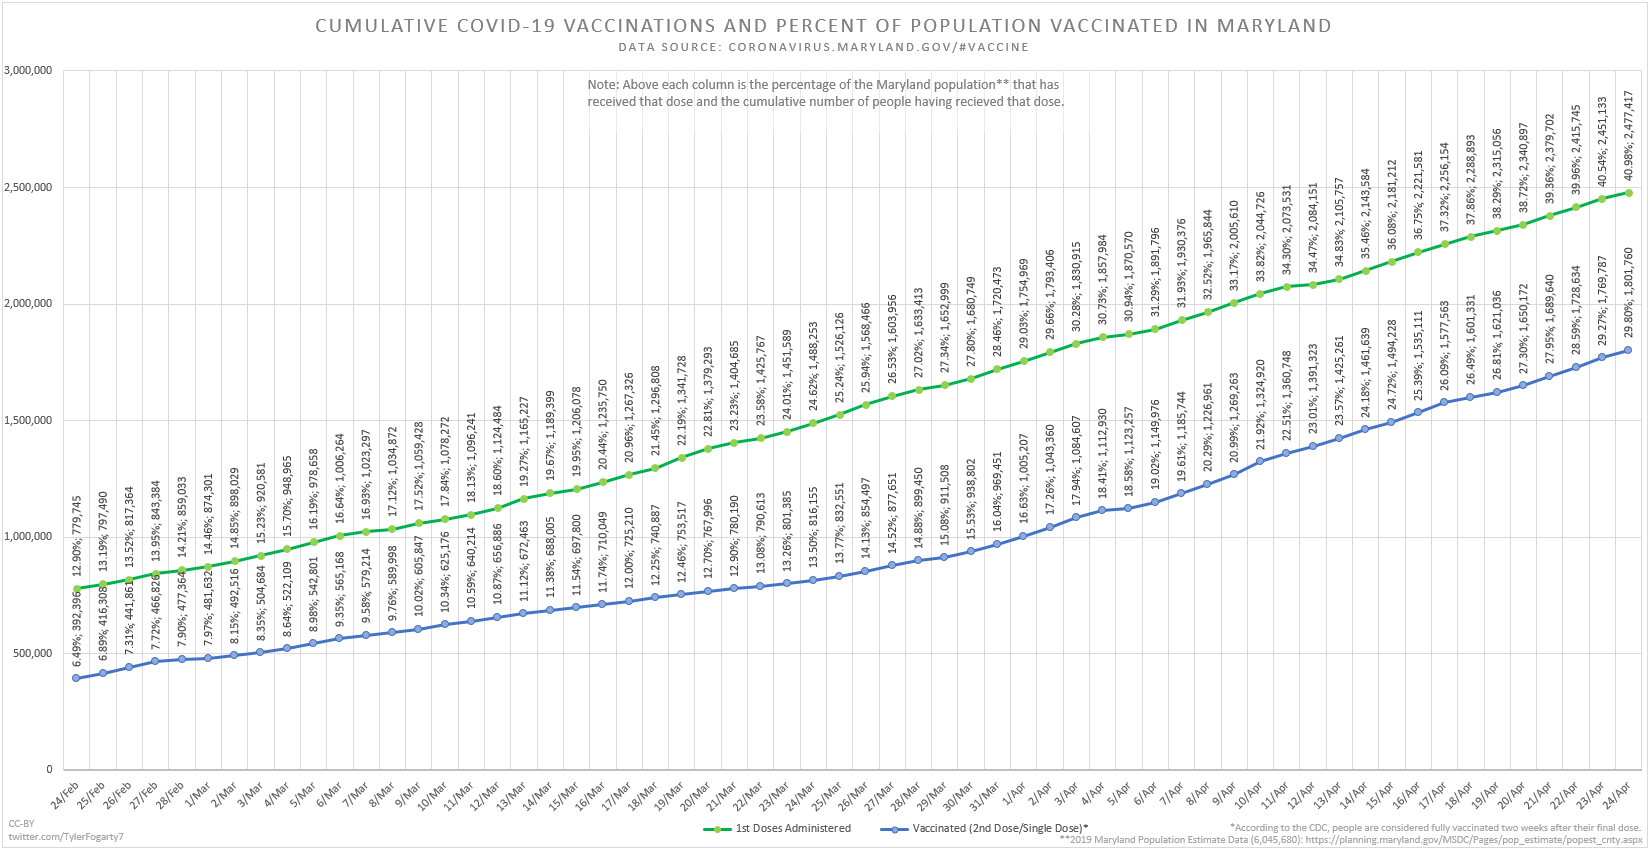 CUMULATIVE COVID-19 VACCINATIONS AND PERCENT OF POPULATION VACCINATED IN MARYLAND
DATA SOURCE: CORONAVIRUS.MARYLAND.GOV/#VACCINE
Note: Above each column is the percentage of the Maryland population** that has
received that dose and the cumulative number of people having recieved that dose.
3,000,000
2,500,000
2,000,000
1,500,000
1,000,000
500,000
0
12.90%; 779,745
13.19%; 797,490
13.52%; 817,364
13.95%; 843,384
14.21%; 859,033
14.46%; 874,301
14.85%; 898,029
15.23%; 920,581
15.70%; 948,965
16.19%; 978,658
16.64%; 1,006,264
16.93%; 1,023,297
17.12%; 1,034,872
17.52%; 1,059,428
17.84%; 1,078,272
18.13%; 1,096,241
18.60%; 1,124,484
19.27%; 1,165,227
19.67%; 1,189,399
19.95%; 1,206,078
20.44%; 1,235,750
20.96%; 1,267,326
21.45%; 1,296,808
22.19%; 1,341,728
22.81%; 1,379,293
23.23%; 1,404,685
23.58%; 1,425,767
24.01%; 1,451,589
24.62%; 1,488,253
25.24%; 1,526,126
25.94%; 1,568,466
26.53%; 1,603,956
27.02%; 1,633,413
27.34%; 1,652,999
27.80%; 1,680,749
28.46%; 1,720,473
29.03%; 1,754,969
29.66%; 1,793,406
30.28%; 1,830,915
30.73%; 1,857,984
30.94%; 1,870,570
31.29%; 1,891,796
31.93%; 1,930,376
32.52%; 1,965,844
33.17%; 2,005,610
33.82%; 2,044,726
34.30%; 2,073,531
34.47%; 2,084,151
34.83%; 2,105,757
35.46%; 2,143,584
36.08%; 2,181,212
36.75%; 2,221,581
37.32%; 2,256,154
37.86%; 2,288,893
38.29%; 2,315,056
38.72%; 2,340,897
39.36%; 2,379,702
39.96%; 2,415,745
40.54%; 2,451,133
40.98%; 2,477,417
6.49%; 392,396
6.89%; 416,308
7.31%; 441,861
7.72%; 466,826
7.90%; 477,364
7.97%; 481,632
8.15%; 492,516
8.35%; 504,684
8.64%; 522,109
8.98%; 542,801
9.35%; 565,168
9.58%; 579,214
9.76%; 589,998
10.02%; 605,847
10.34%; 625,176
10.59%; 640,214
10.87%; 656,886
11.12%; 672,463
11.38%; 688,005
11.54%; 697,800
11.74%; 710,049
12.00%; 725,210
12.25%; 740,887
12.46%; 753,517
12.70%; 767,996
12.90%; 780,190
13.08%; 790,613
13.26%; 801,385
13.50%; 816,155
13.77%; 832,551
14.13%; 854,497
14.52%; 877,651
14.88%; 899,450
15.08%; 911,508
15.53%; 938,802
16.04%; 969,451
16.63%; 1,005,207
17.26%; 1,043,360
17.94%; 1,084,607
18.41%; 1,112,930
18.58%; 1,123,257
19.02%; 1,149,976
19.61%; 1,185,744
20.29%; 1,226,961
20.99%; 1,269,263
21.92%; 1,324,920
22.51%; 1,360,748
23.01%; 1,391,323
23.57%; 1,425,261
24.18%; 1,461,639
24.72%; 1,494,228
25.39%; 1,535,111
26.09%; 1,577,563
26.49%; 1,601,331
26.81%; 1,621,036
27.30%; 1,650,172
27.95% 1,689,640
28.59%; 1,728,634
29.27%; 1,769,787
29.80%; 1,801,760
24/Feb
25/Feb
26/Feb
27/Feb
28/Feb
1/Mar
2/Mar
3/Mar
4/Mar
5/Mar
6/Mar
7/Mar
8/Mar
9/Mar
10/Mar
11/Mar
12/Mar
13/Mar
14/Mar
15/Mar
16/Mar
17/Mar
18/Mar
19/Mar
20/Mar
21/Mar
22/Mar
23/Mar
24/Mar
25/Mar
26/Mar
27/Mar
28/Mar
29/Mar
30/Mar
31/Mar
1/Apr
2/Apr
3/Apr
4/Apr
5/Apr
6/Apr
7/Apr
8/Apr
9/Apr
10/Apr
11/Apr
12/Apr
13/Apr
14/Apr
15/Apr
16/Apr
17/Apr
18/Apr
19/Apr
20/Apr
21/Apr
22/Apr
23/Apr
24/Apr
CC-BY
twitter.com/TylerFogarty7
1st Doses Administered
Vaccinated (2nd Dose/Single Dose)*
*According to the CDC, people are considered fully vaccinated two weeks after their final dose.
**2019 Maryland Population Estimate Data (6,045,680): https://planning.maryland.gov/MSDC/Pages/pop_estimate/popest_cnty.aspx